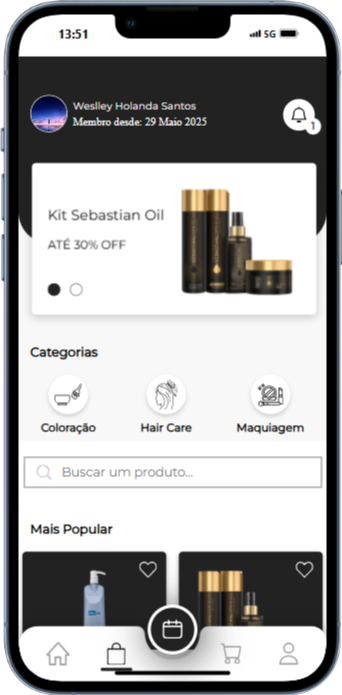 13:51
5G
Weslley Holanda Santos
Membro desde: 29 Maio 2025
1
Kit Sebastian Oil
ATÉ 30% OFF
Categorias
Coloração
Hair Care
Maquiagem
Buscar um produto...
Mais Popular